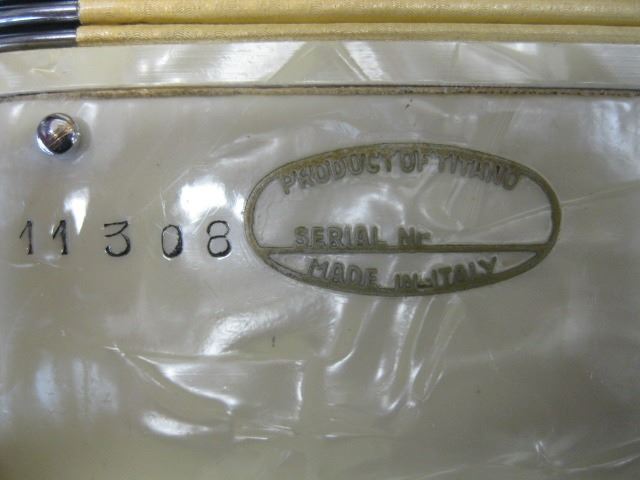 11308
PRODUCT OF TITANO
SERIAL Nr
MADE IN-ITALY